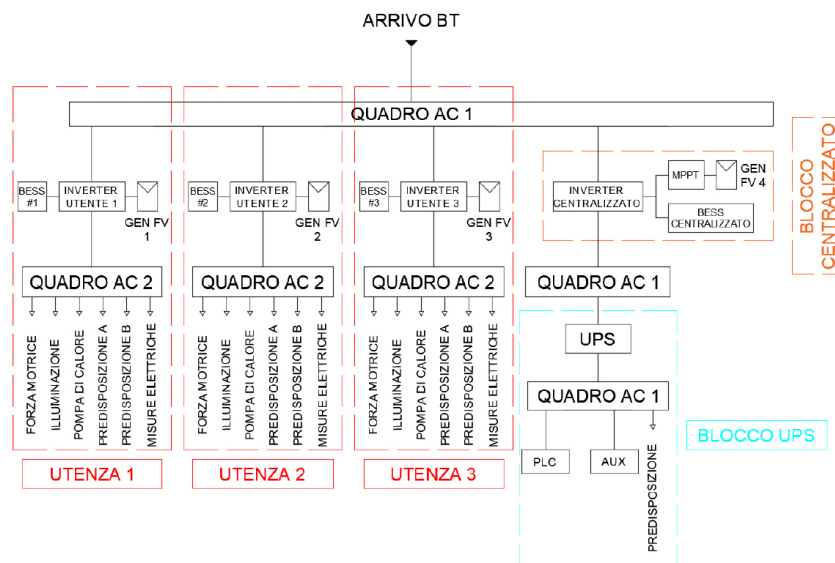 ARRIVO BT
QUADRO AC 1
BESS
#1
INVERTER
UTENTE 1
GEN FV
1
BESS
#2
INVERTER
UTENTE 2
GEN FV
2
BESS
#3
INVERTER
UTENTE 3
GEN FV
3
INVERTER
CENTRALIZZATO
MPPT
GEN
FV 4
BESS
CENTRALIZZATO
BLOCCO
CENTRALIZZATO
QUADRO AC 2
QUADRO AC 2
QUADRO AC 2
QUADRO AC 1
FORZA MOTRICE
ILLUMINAZIONE
POMPA DI CALORE
PREDISPOSIZIONE A
PREDISPOSIZIONE B
MISURE ELETTRICHE
FORZA MOTRICE
ILLUMINAZIONE
POMPA DI CALORE
PREDISPOSIZIONE A
PREDISPOSIZIONE B
MISURE ELETTRICHE
FORZA MOTRICE
ILLUMINAZIONE
POMPA DI CALORE
PREDISPOSIZIONE A
PREDISPOSIZIONE B
MISURE ELETTRICHE
UPS
QUADRO AC 1
PLC
AUX
PREDISPOSIZIONE
BLOCCO UPS
UTENZA 1
UTENZA 2
UTENZA 3